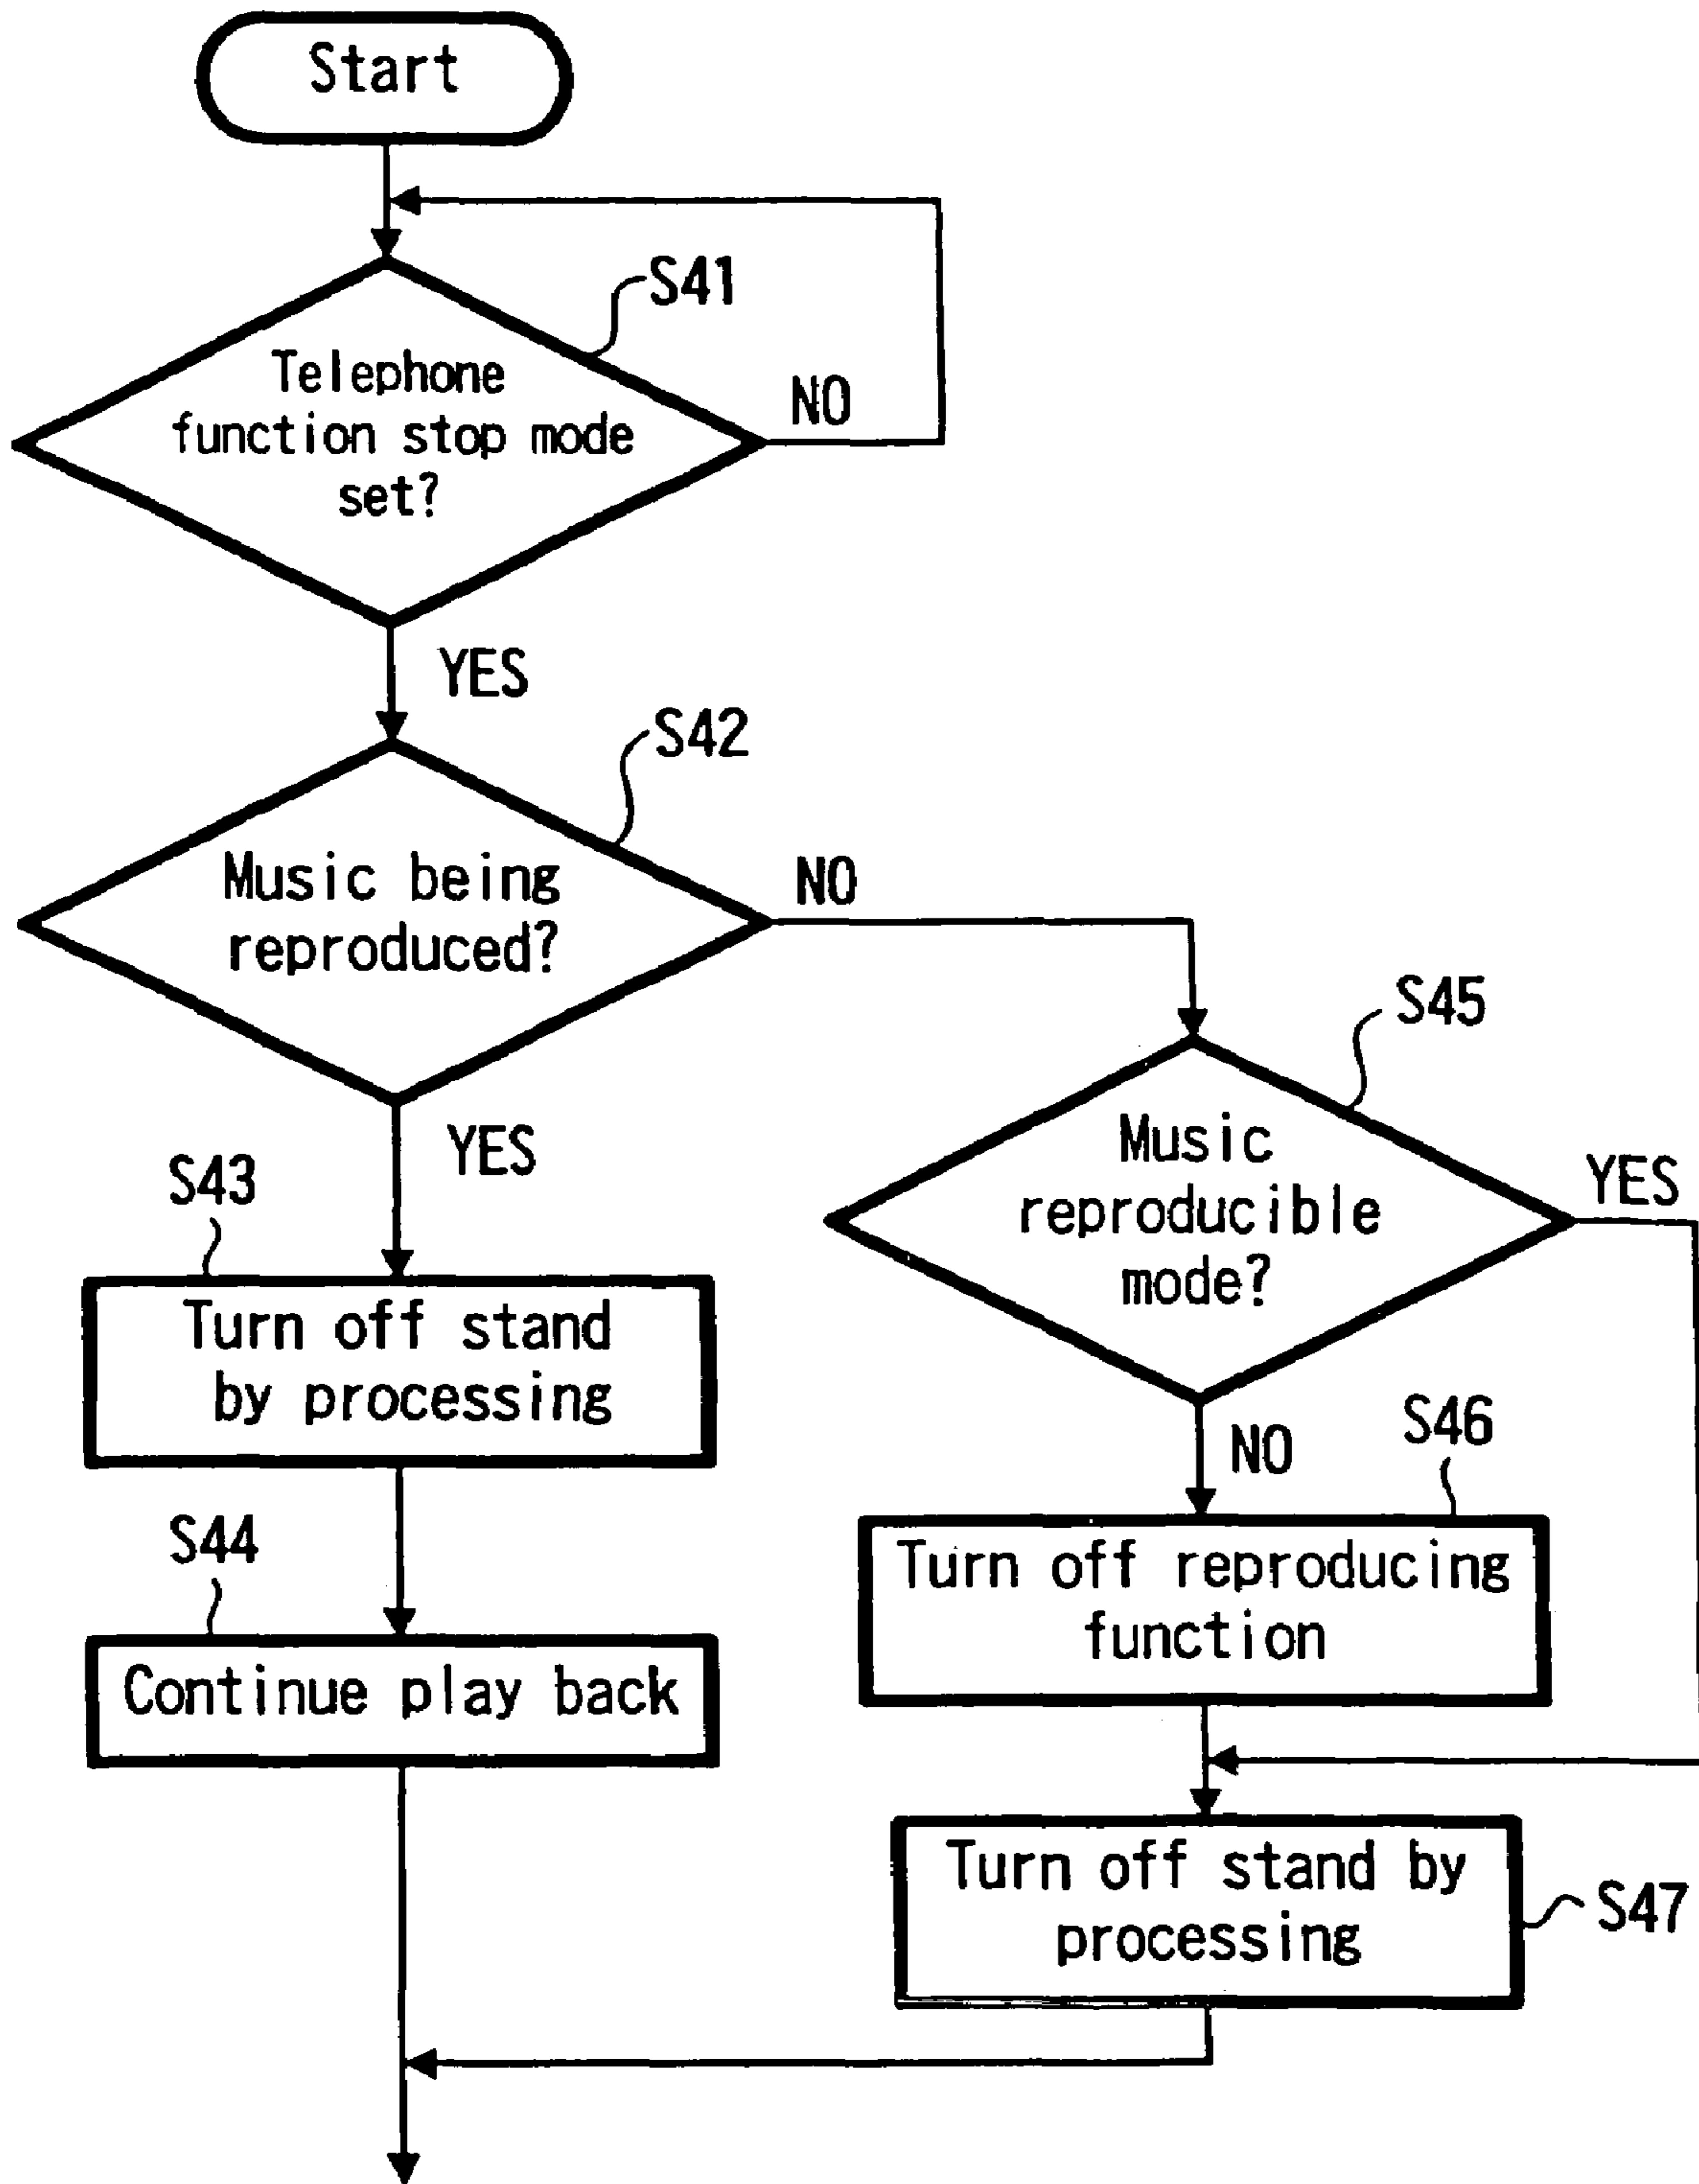 Start
S41
Telephone
function stop mode
set?
NO
YES
S42
Music being
reproduced?
NO
YES
S45
Music
reproducible
mode?
YES
NO
S43
Turn off stand
by processing
S44
Continue play back
S46
Turn off reproducing
function
Turn off stand by
processing
S47